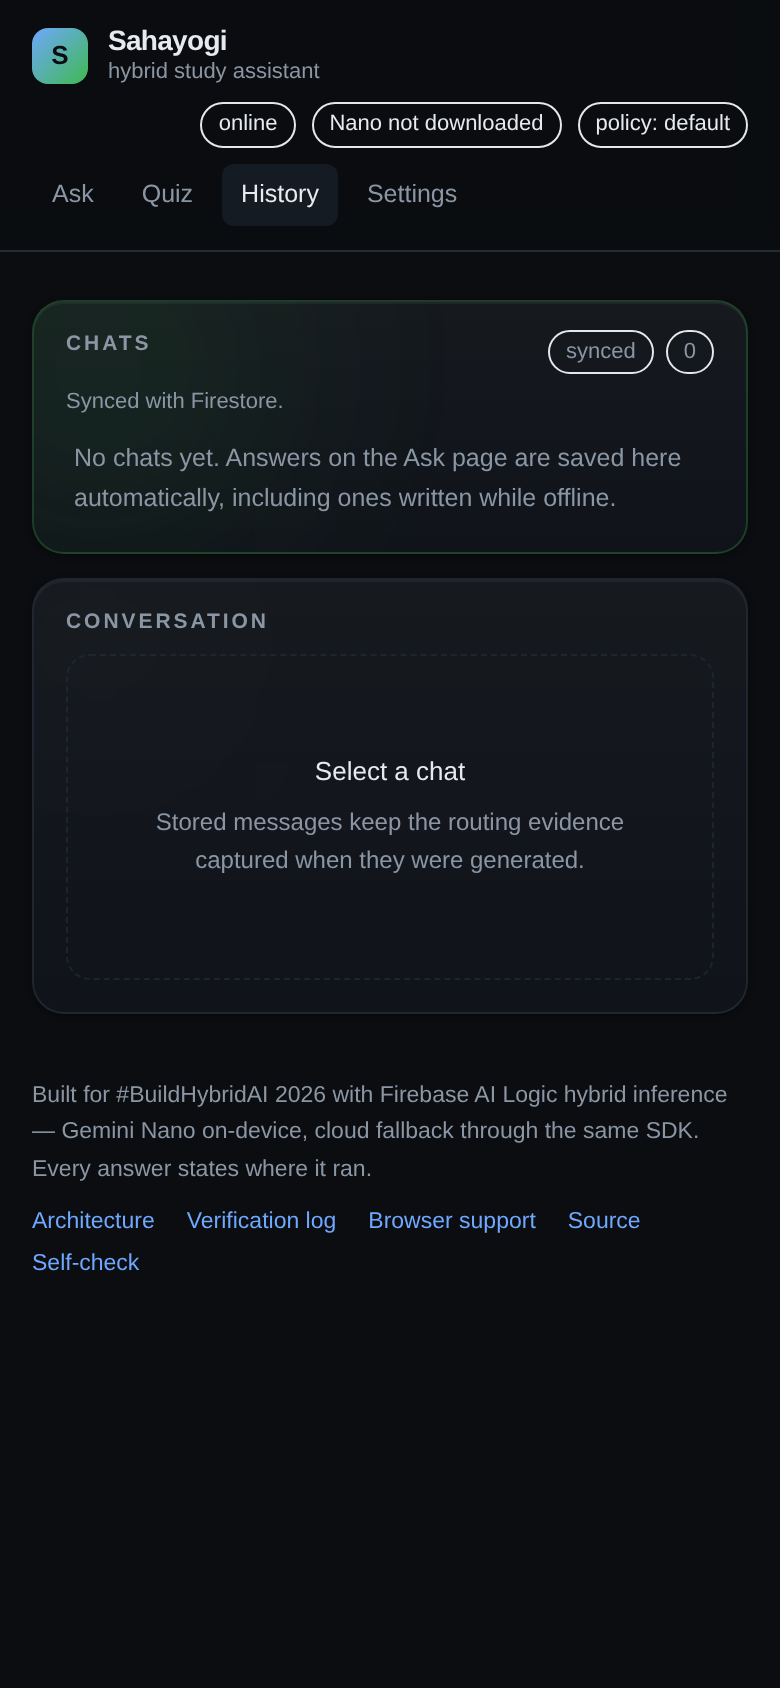 S
Sahayogi
hybrid study assistant
online
Nano not downloaded
policy: default
Ask
Quiz
History
Settings
CHATS
synced
0
Synced with Firestore.
No chats yet. Answers on the Ask page are saved here
automatically, including ones written while offline.
CONVERSATION
Select a chat
Stored messages keep the routing evidence
captured when they were generated.
Built for #BuildHybridAI 2026 with Firebase AI Logic hybrid inference
— Gemini Nano on-device, cloud fallback through the same SDK.
Every answer states where it ran.
Architecture
Verification log
Browser support
Source
Self-check